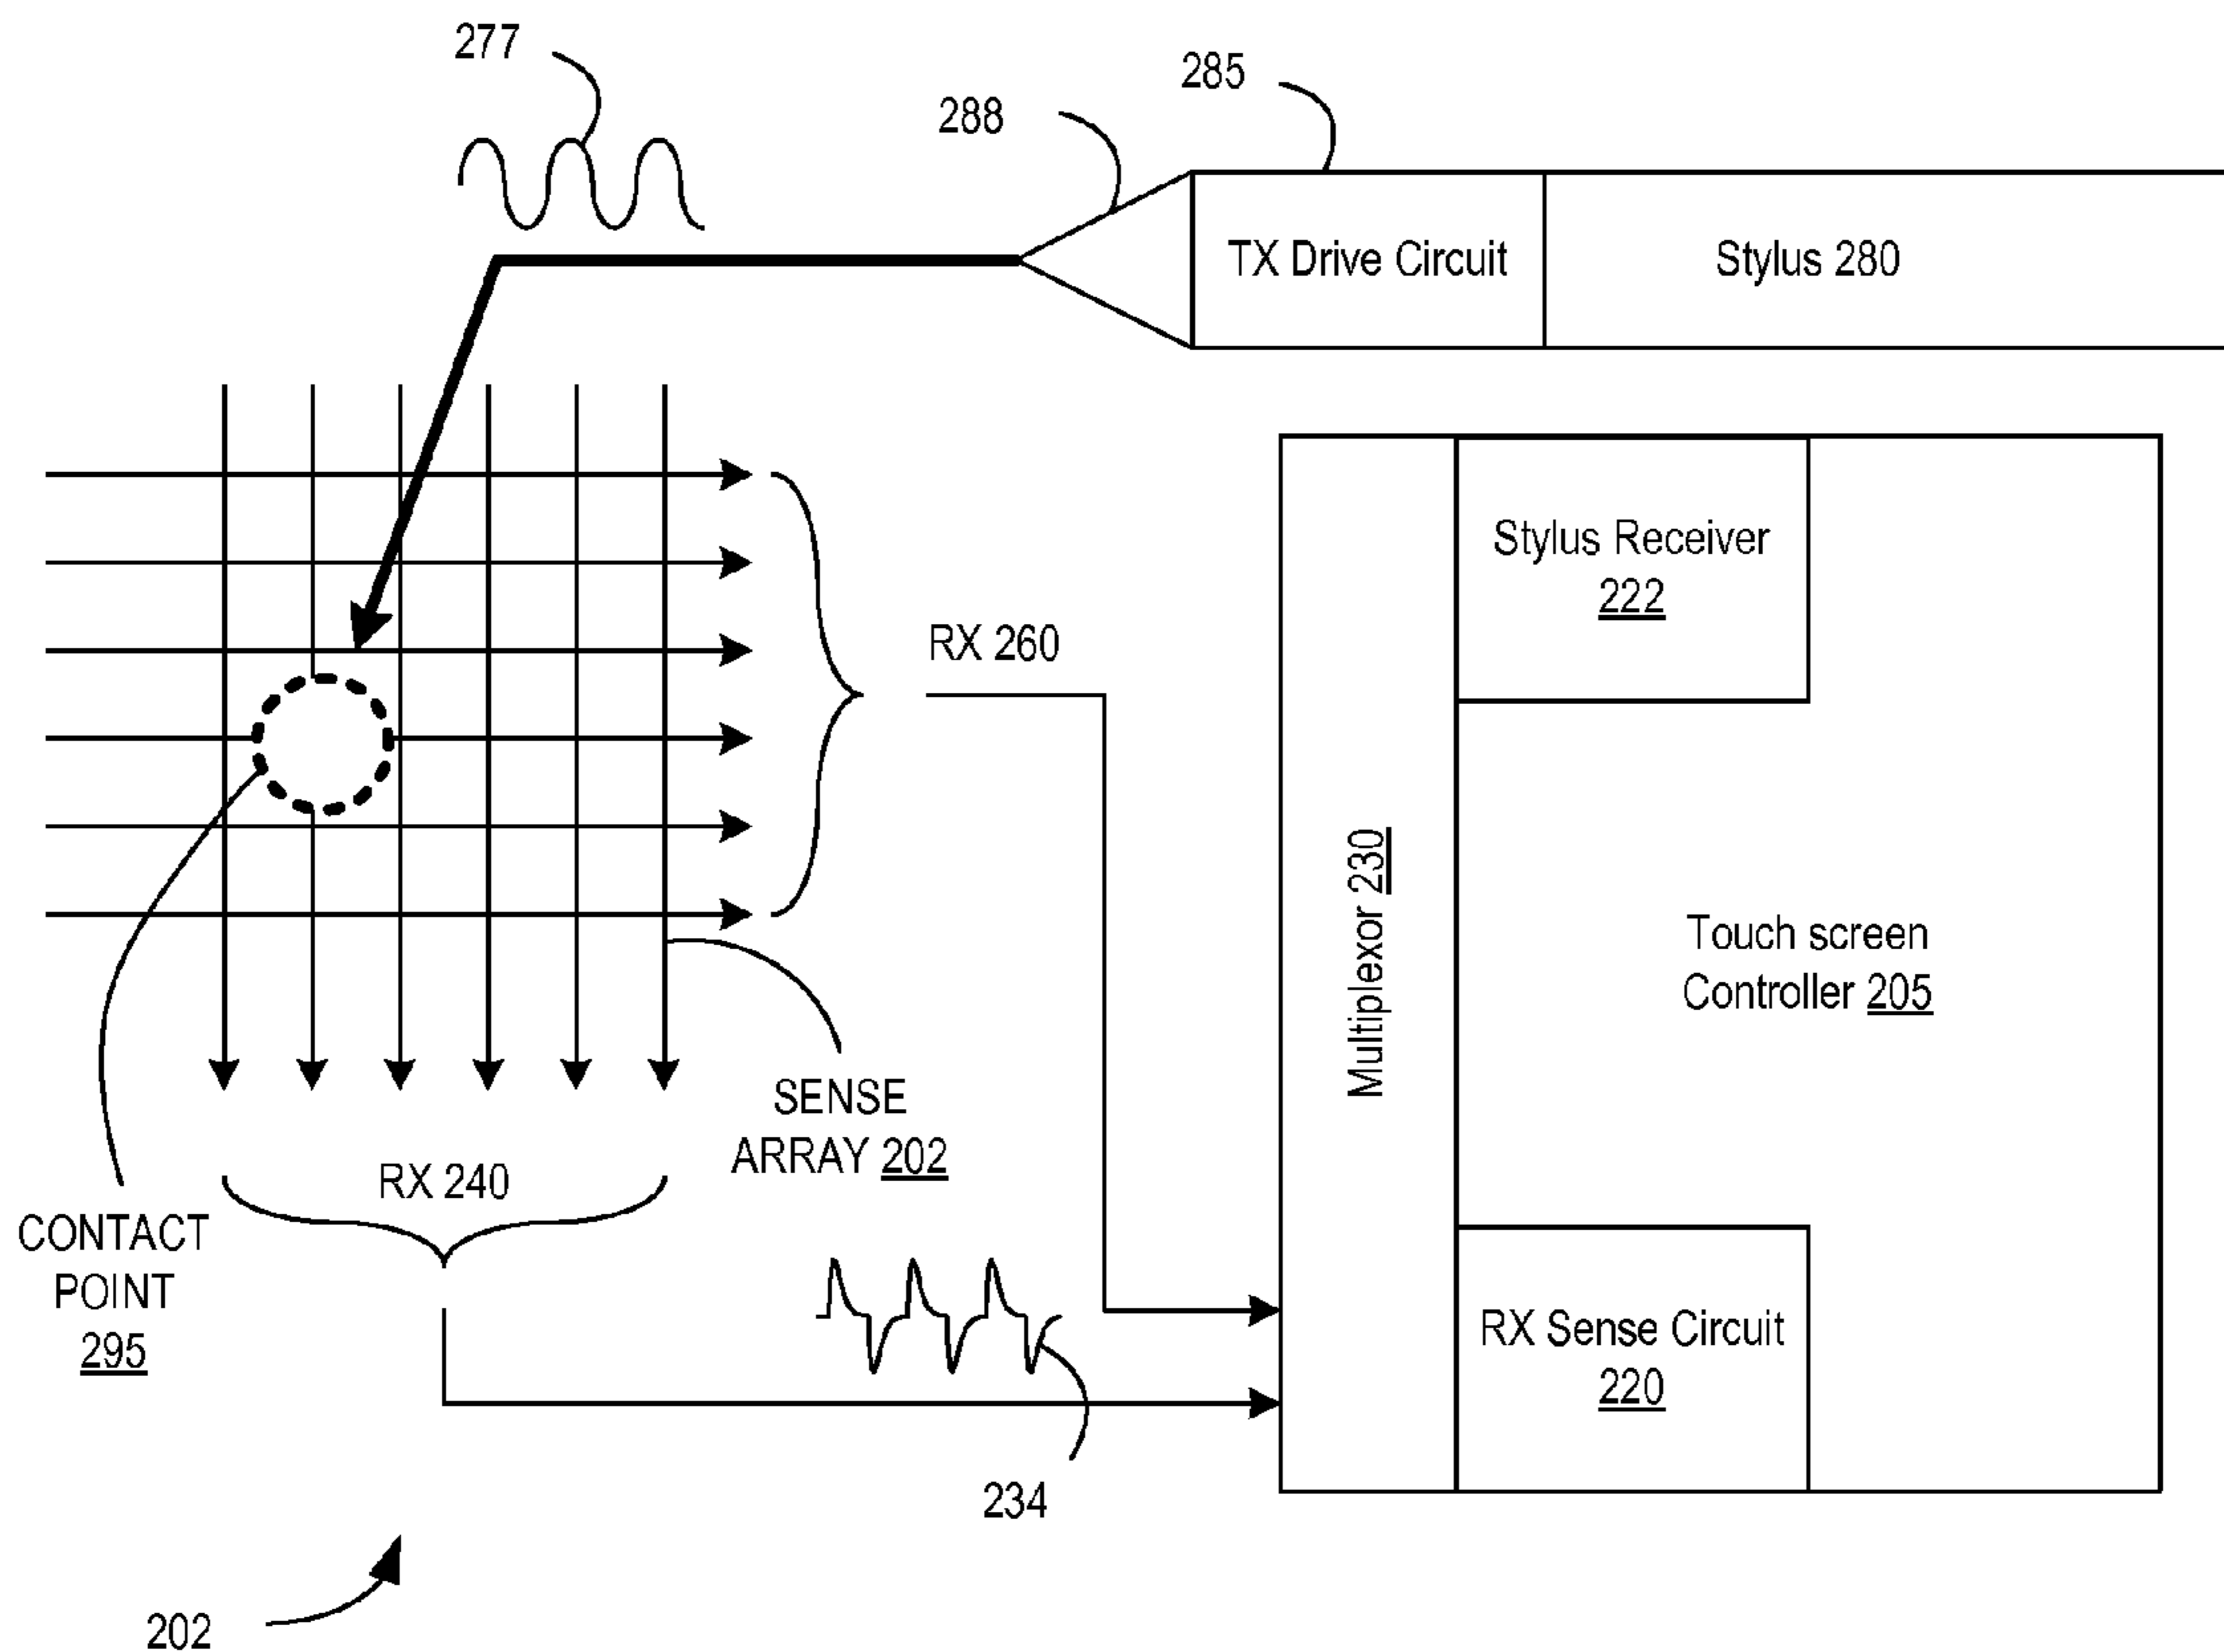 277
285
288
TX Drive Circuit
Stylus 280
Stylus Receiver
222
RX 260
Multiplexor 230
Touch screen
Controller 205
SENSE
ARRAY 202
RX 240
CONTACT
POINT
295
RX Sense Circuit
220
234
202